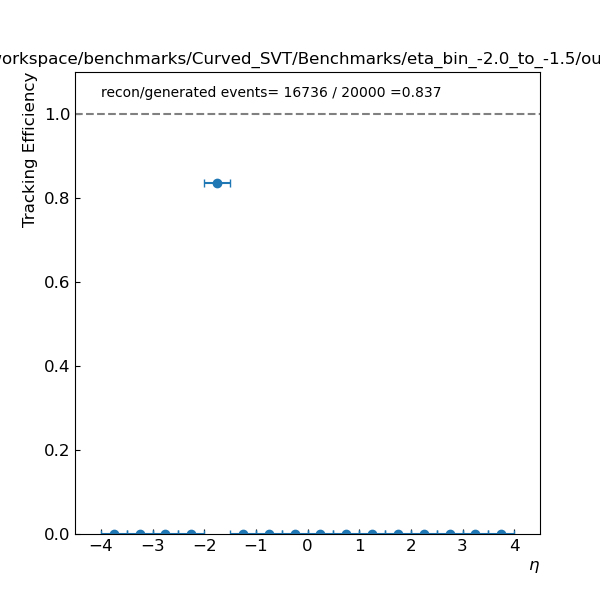 orkspace/benchmarks/Curved_SVT/Benchmarks/eta_bin_-2.0_to_-1.5/ou
recon/generated events= 16736 / 20000 =0.837
Tracking Efficiency
1.0
0.8
0.6
0.4
0.2
0.0
−4 −3 −2 −1 0 1 2 3 4
η